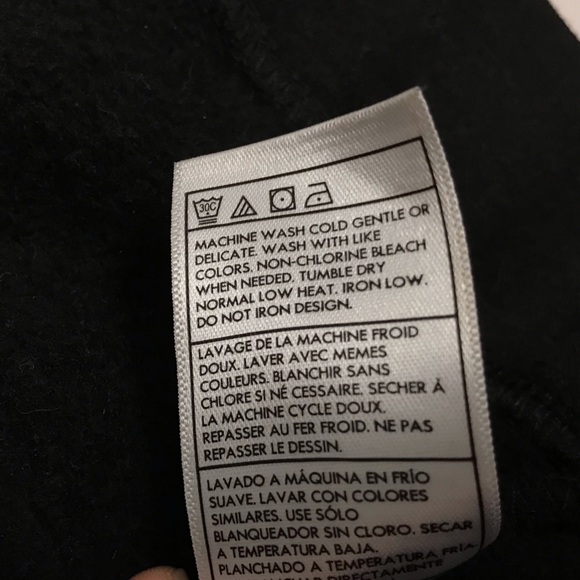 30C
MACHINE WASH COLD GENTLE OR
DELICATE. WASH WITH LIKE
COLORS. NON-CHLORINE BLEACH
WHEN NEEDED. TUMBLE DRY
NORMAL LOW HEAT. IRON LOW.
DO NOT IRON DESIGN.
LAVAGE DE LA MACHINE FROID
DOUX. LAVER AVEC MEMES
COULEURS. BLANCHIR SANS
CHLORE SI NÉ CESSAIRE. SECHER À
LA MACHINE CYCLE DOUX.
REPASSER AU FER FROID. NE PAS
REPASSER LE DESSIN.
LAVADO A MÁQUINA EN FRÍO
SUAVE. LAVAR CON COLORES
SIMILARES. USE SÓLO
BLANQUEADOR SIN CLORO. SECAR
A TEMPERATURA BAJA.
PLANCHADO A TEMPERATURA FRÍA.